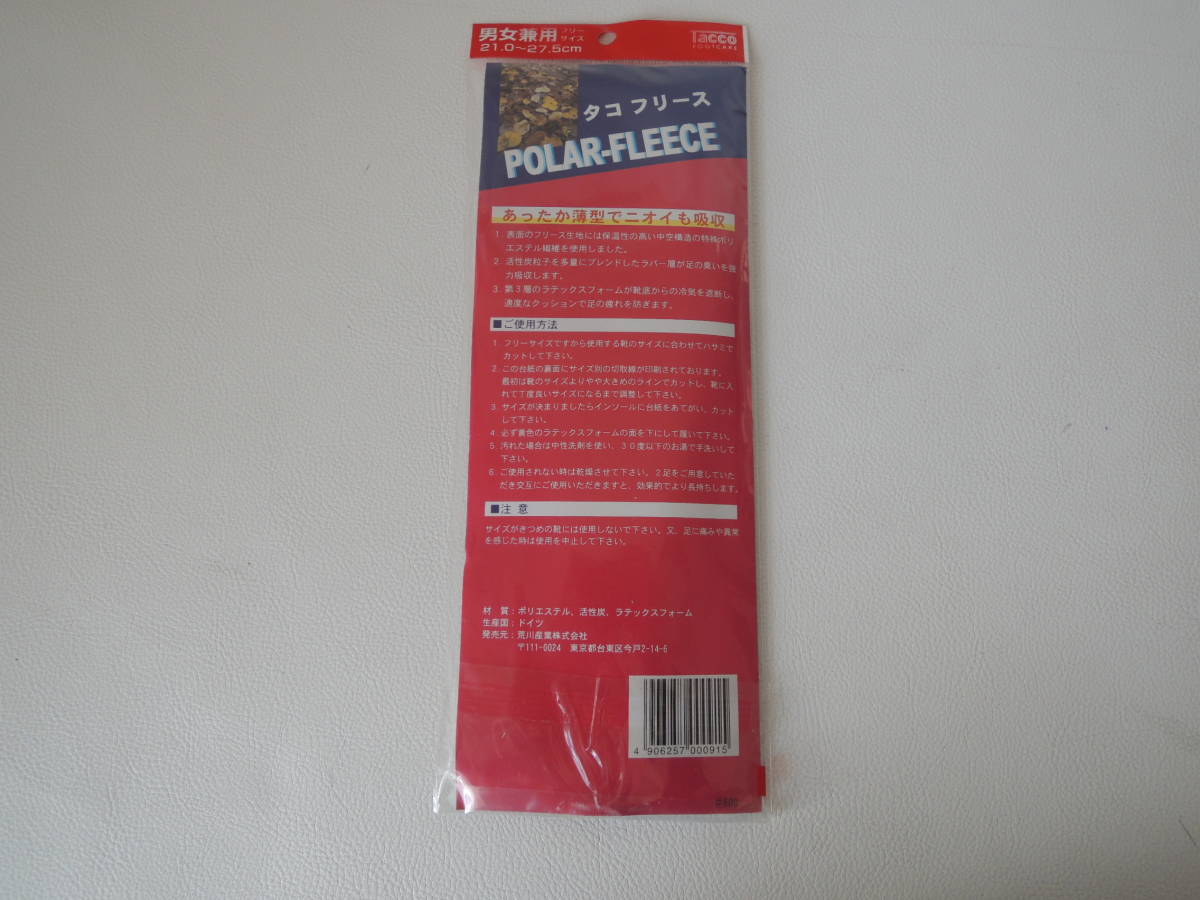 男女兼用 フリー
サイズ
21.0～27.5cm
Tacco
FOOTCARE
タコ フリース
POLAR-FLEECE
あったか薄型でニオイも吸収
1. 表面のフリース生地には保温性の高い中空構造の特殊ポリ
エステル繊維を使用しました。
2. 活性炭粒子を多量にブレンドしたラバー層が足の臭いを強
力吸収します。
3. 第3層のラテックスフォームが靴底からの冷気を遮断し、
適度なクッションで足の疲れを防ぎます。
■ご使用方法
1. フリーサイズですから使用する靴のサイズに合わせてハサミで
カットして下さい。
2. この台紙の裏面にサイズ別の切取線が印刷されております。
最初は靴のサイズよりやや大きめのラインでカットし、靴に入
れて丁度良いサイズになるまで調整して下さい。
3. サイズが決まりましたらインソールに台紙をあてがい、カット
して下さい。
4. 必ず黄色のラテックスフォームの面を下にして履いて下さい。
5. 汚れた場合は中性洗剤を使い、30度以下のお湯で手洗いして
下さい。
6. ご使用されない時は乾燥させて下さい。2足をご用意していた
だき交互にご使用いただきますと、効果的でより長持ちします。
■注 意
サイズがきつめの靴には使用しないで下さい。又、足に痛みや異常
を感じた時は使用を中止して下さい。
材 質：ポリエステル、活性炭、ラテックスフォーム
生産国：ドイツ
発売元：荒川産業株式会社
〒111-0024 東京都台東区今戸2-14-6
4 906257 000915